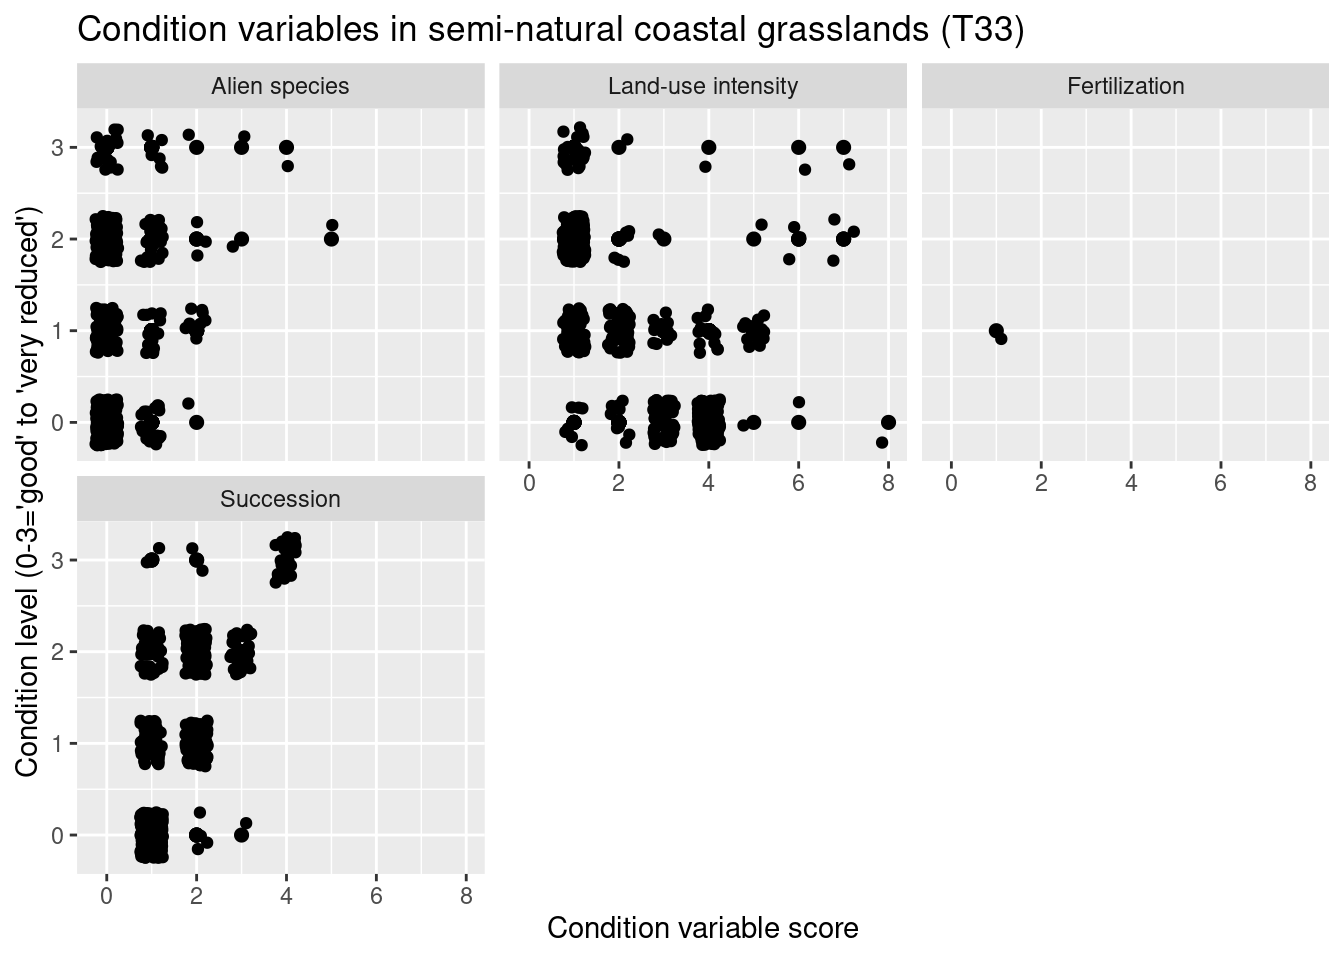 Condition variables in semi-natural coastal grasslands (T33)
Alien species
Land-use intensity
Fertilization
3
2
1
0
0 2 4 6 8
0 2 4 6 8
Succession
3
2
1
0
0 2 4 6 8
Condition level (0-3='good' to 'very reduced')
Condition variable score